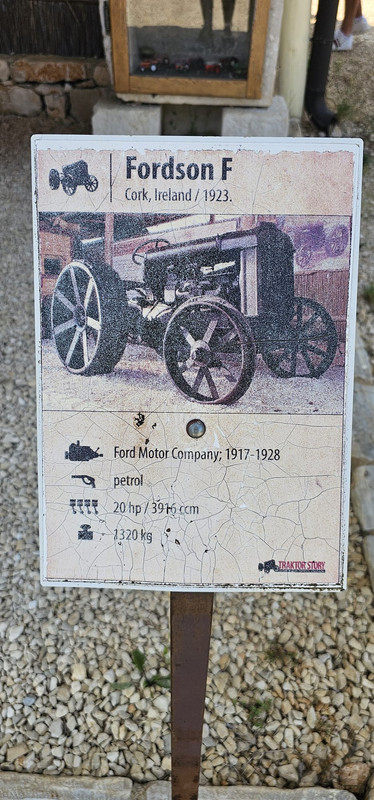 Fordson F
Cork, Ireland / 1923.
Ford Motor Company; 1917-1928
petrol
20 hp / 3916 ccm
1320 kg
TRAKTOR STORY